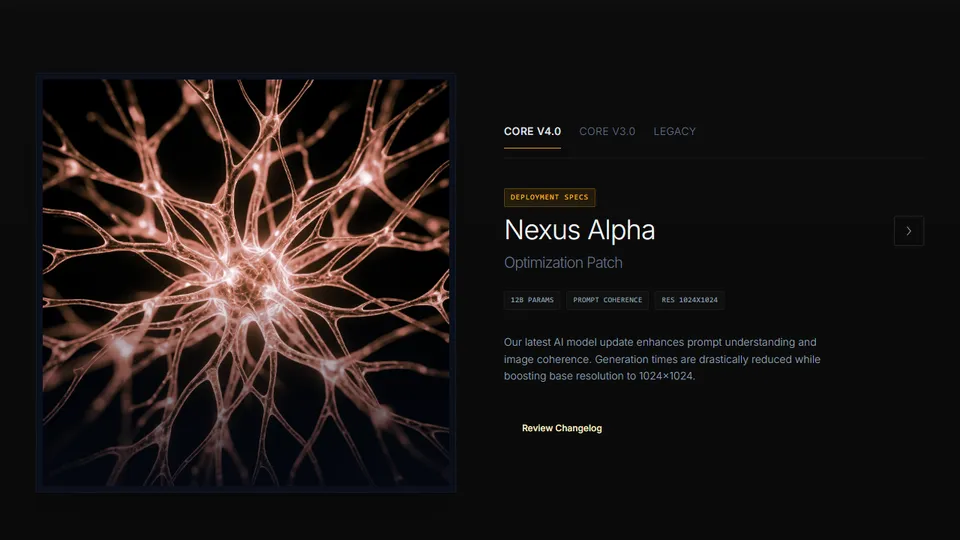 CORE V4.0 CORE V3.0 LEGACY
DEPLOYMENT SPECS
Nexus Alpha
Optimization Patch
12B PARAMS PROMPT COHERENCE RES 1024X1024
Our latest AI model update enhances prompt understanding and
image coherence. Generation times are drastically reduced while
boosting base resolution to 1024×1024.
Review Changelog